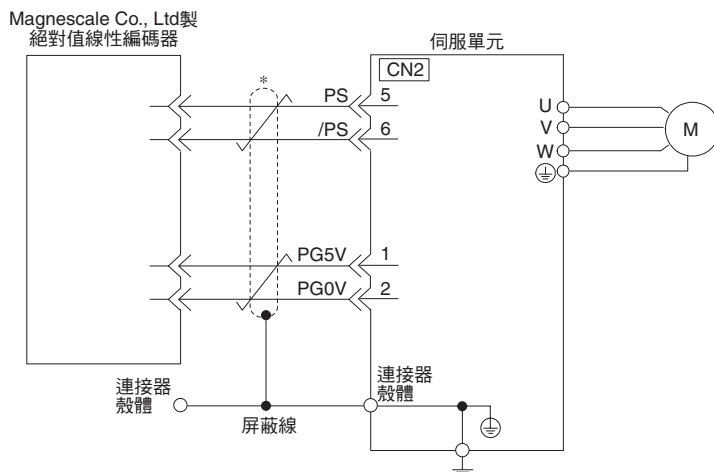 Magnescale Co., Ltd製
絕對值線性編碼器
伺服單元
CN2
*
PS 5
/PS 6
PG5V 1
PG0V 2
U
V
W
M
連接器
殼體
屏蔽線
連接器
殼體